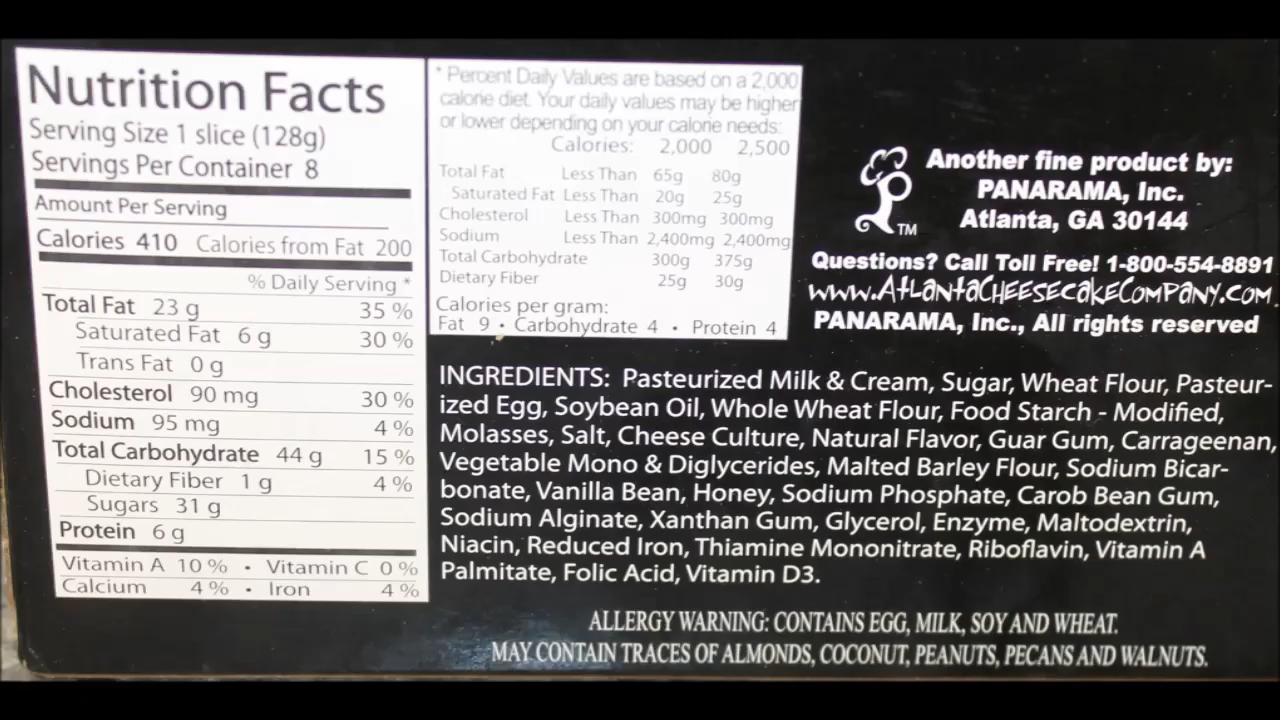 Nutrition Facts
Serving Size 1 slice (128g)
Servings Per Container 8
Amount Per Serving
Calories 410 Calories from Fat 200
% Daily Serving *
Total Fat 23 g 35 %
Saturated Fat 6 g 30 %
Trans Fat 0 g
Cholesterol 90 mg 30 %
Sodium 95 mg 4 %
Total Carbohydrate 44 g 15 %
Dietary Fiber 1 g 4 %
Sugars 31 g
Protein 6 g
Vitamin A 10 % • Vitamin C 0 %
Calcium 4 % • Iron 4 %
* Percent Daily Values are based on a 2,000
calorie diet. Your daily values may be higher
or lower depending on your calorie needs:
Calories: 2,000 2,500
Total Fat Less Than 65g 80g
Saturated Fat Less Than 20g 25g
Cholesterol Less Than 300mg 300mg
Sodium Less Than 2,400mg 2,400mg
Total Carbohydrate 300g 375g
Dietary Fiber 25g 30g
Calories per gram:
Fat 9 • Carbohydrate 4 • Protein 4
Another fine product by:
PANARAMA, Inc.
Atlanta, GA 30144
TM
Questions? Call Toll Free! 1-800-554-8891
www.AtlantaCheesecakeCompany.com
PANARAMA, Inc., All rights reserved
INGREDIENTS: Pasteurized Milk & Cream, Sugar, Wheat Flour, Pasteur-
ized Egg, Soybean Oil, Whole Wheat Flour, Food Starch - Modified,
Molasses, Salt, Cheese Culture, Natural Flavor, Guar Gum, Carrageenan,
Vegetable Mono & Diglycerides, Malted Barley Flour, Sodium Bicar-
bonate, Vanilla Bean, Honey, Sodium Phosphate, Carob Bean Gum,
Sodium Alginate, Xanthan Gum, Glycerol, Enzyme, Maltodextrin,
Niacin, Reduced Iron, Thiamine Mononitrate, Riboflavin, Vitamin A
Palmitate, Folic Acid, Vitamin D3.
ALLERGY WARNING: CONTAINS EGG, MILK, SOY AND WHEAT.
MAY CONTAIN TRACES OF ALMONDS, COCONUT, PEANUTS, PECANS AND WALNUTS.